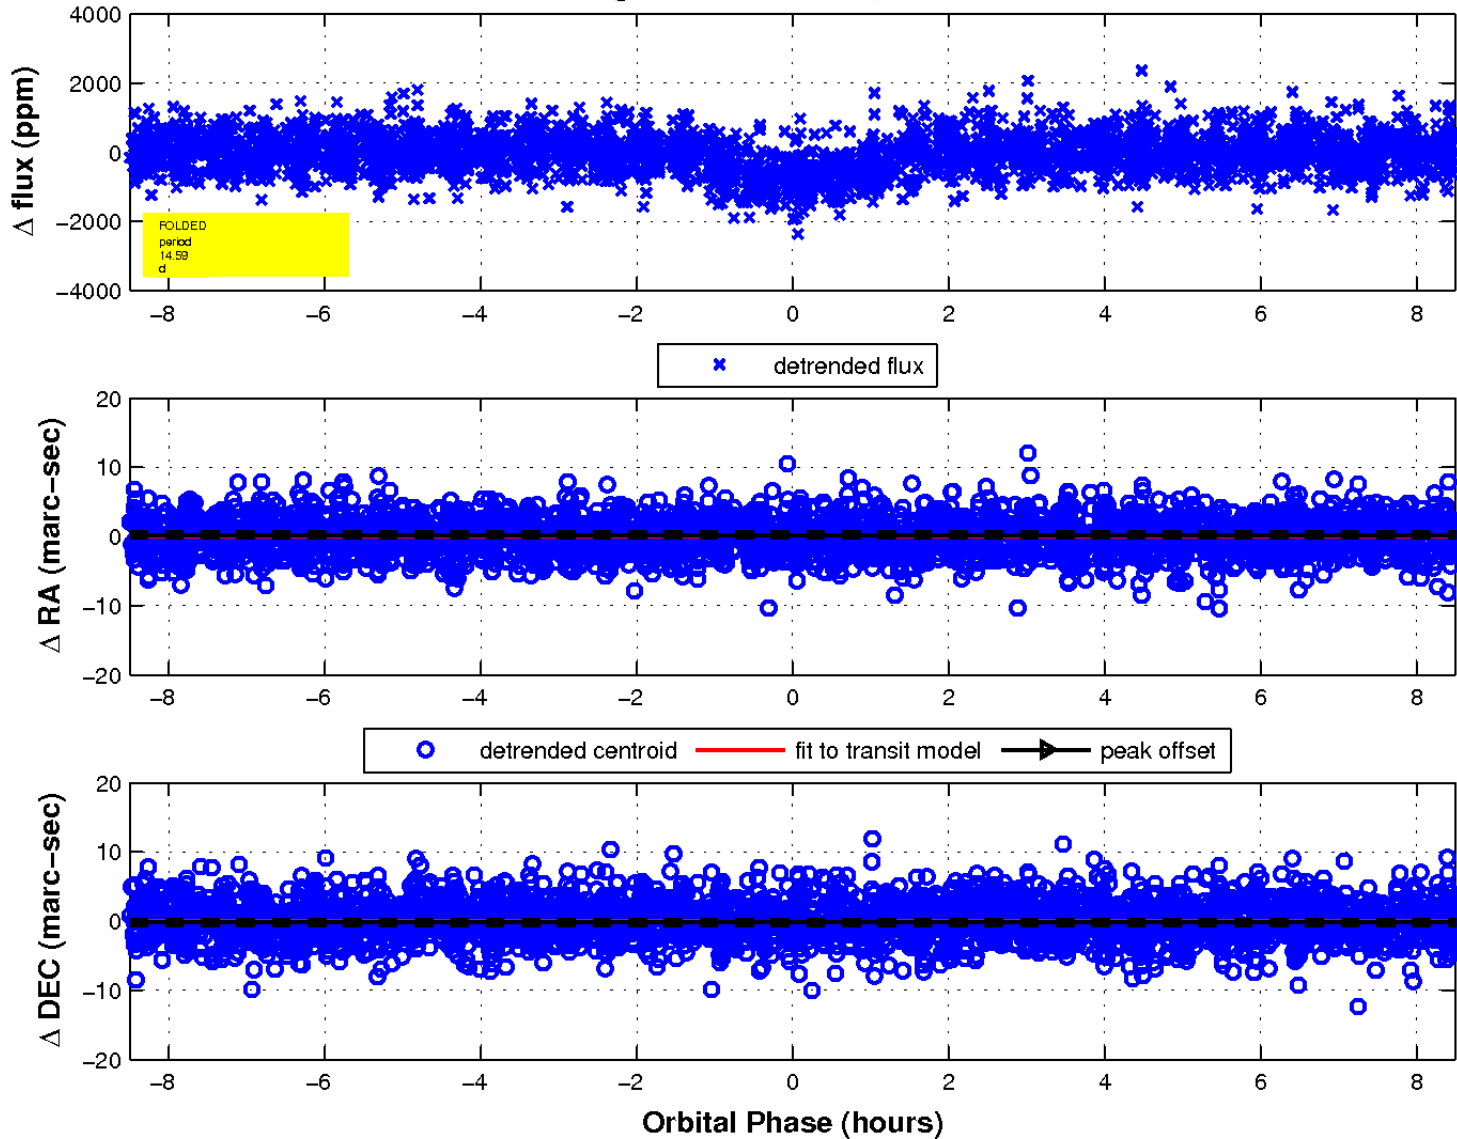 4000
2000
0
−2000
−4000
Δ flux (ppm)
FOLDED
period
14.59
d
−8 −6 −4 −2 0 2 4 6 8
detrended flux
20
10
0
−10
−20
Δ RA (marc−sec)
−8 −6 −4 −2 0 2 4 6 8
detrended centroid fit to transit model peak offset
20
10
0
−10
−20
Δ DEC (marc−sec)
−8 −6 −4 −2 0 2 4 6 8
Orbital Phase (hours)